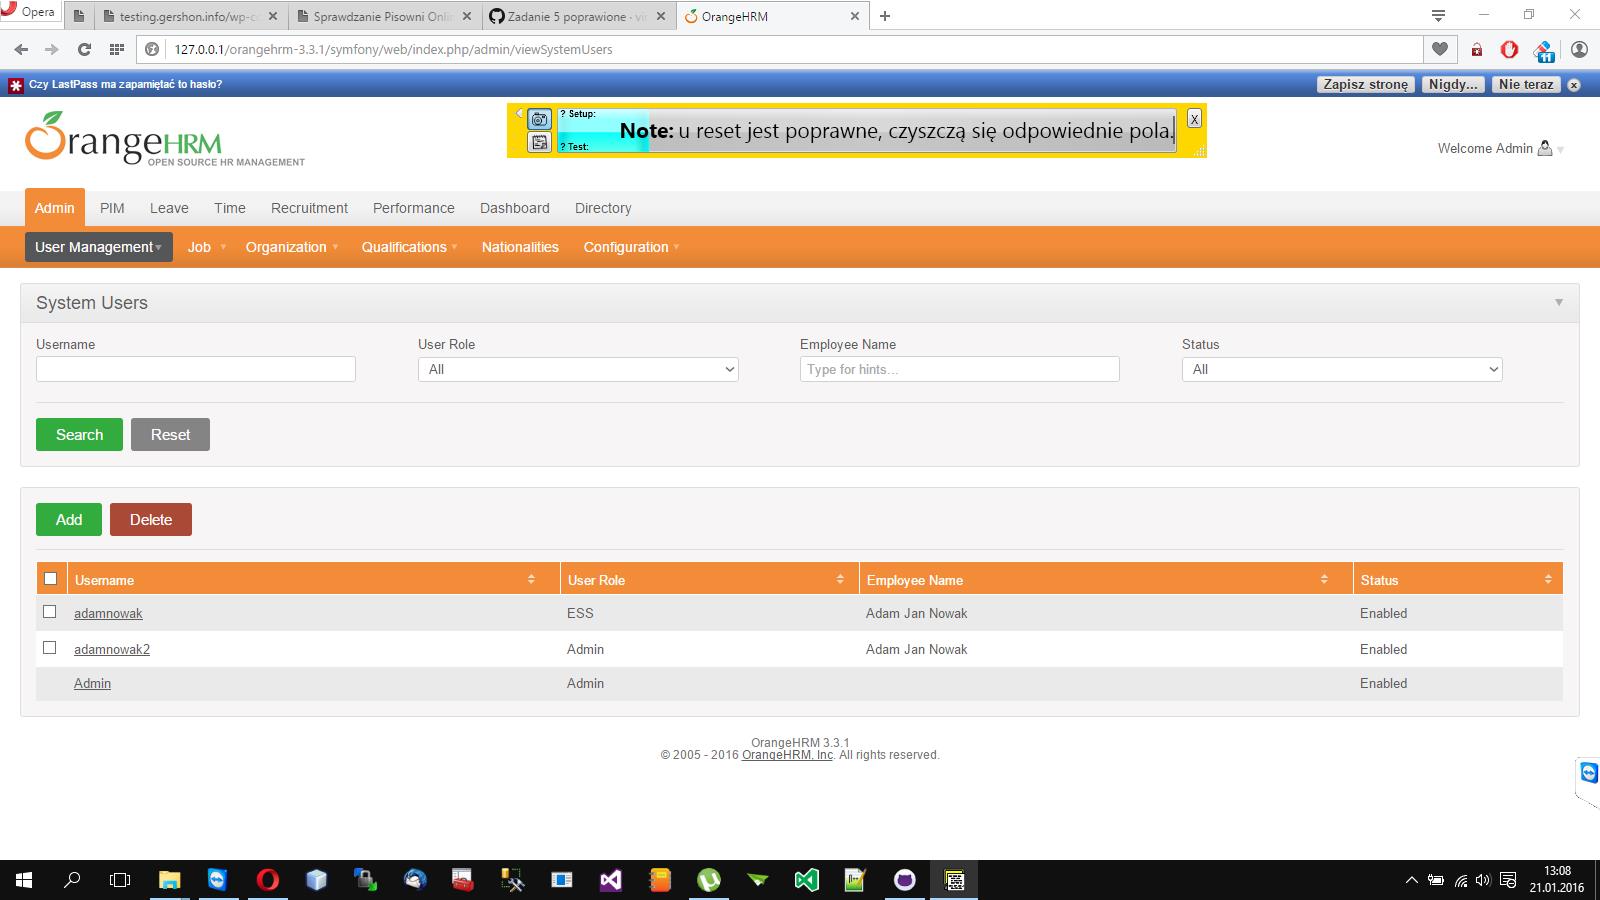 Opera
testing.gershon.info/wp-co
Sprawdzanie Pisowni Onlin
Zadanie 5 poprawione · vin
OrangeHRM
127.0.0.1/orangehrm-3.3.1/symfony/web/index.php/admin/viewSystemUsers
11
Czy LastPass ma zapamiętać to hasło?
Zapisz stronę
Nigdy...
Nie teraz
OrangeHRM
OPEN SOURCE HR MANAGEMENT
? Setup:
Note: u reset jest poprawne, czyszczą się odpowiednie pola.
? Test:
X
Welcome Admin
Admin PIM Leave Time Recruitment Performance Dashboard Directory
User Management Job Organization Qualifications Nationalities Configuration
System Users
Username User Role Employee Name Status
All Type for hints... All
Search Reset
Add Delete
Username User Role Employee Name Status
adamnowak ESS Adam Jan Nowak Enabled
adamnowak2 Admin Adam Jan Nowak Enabled
Admin Admin Enabled
OrangeHRM 3.3.1
© 2005 - 2016 OrangeHRM, Inc. All rights reserved.
13:08
21.01.2016